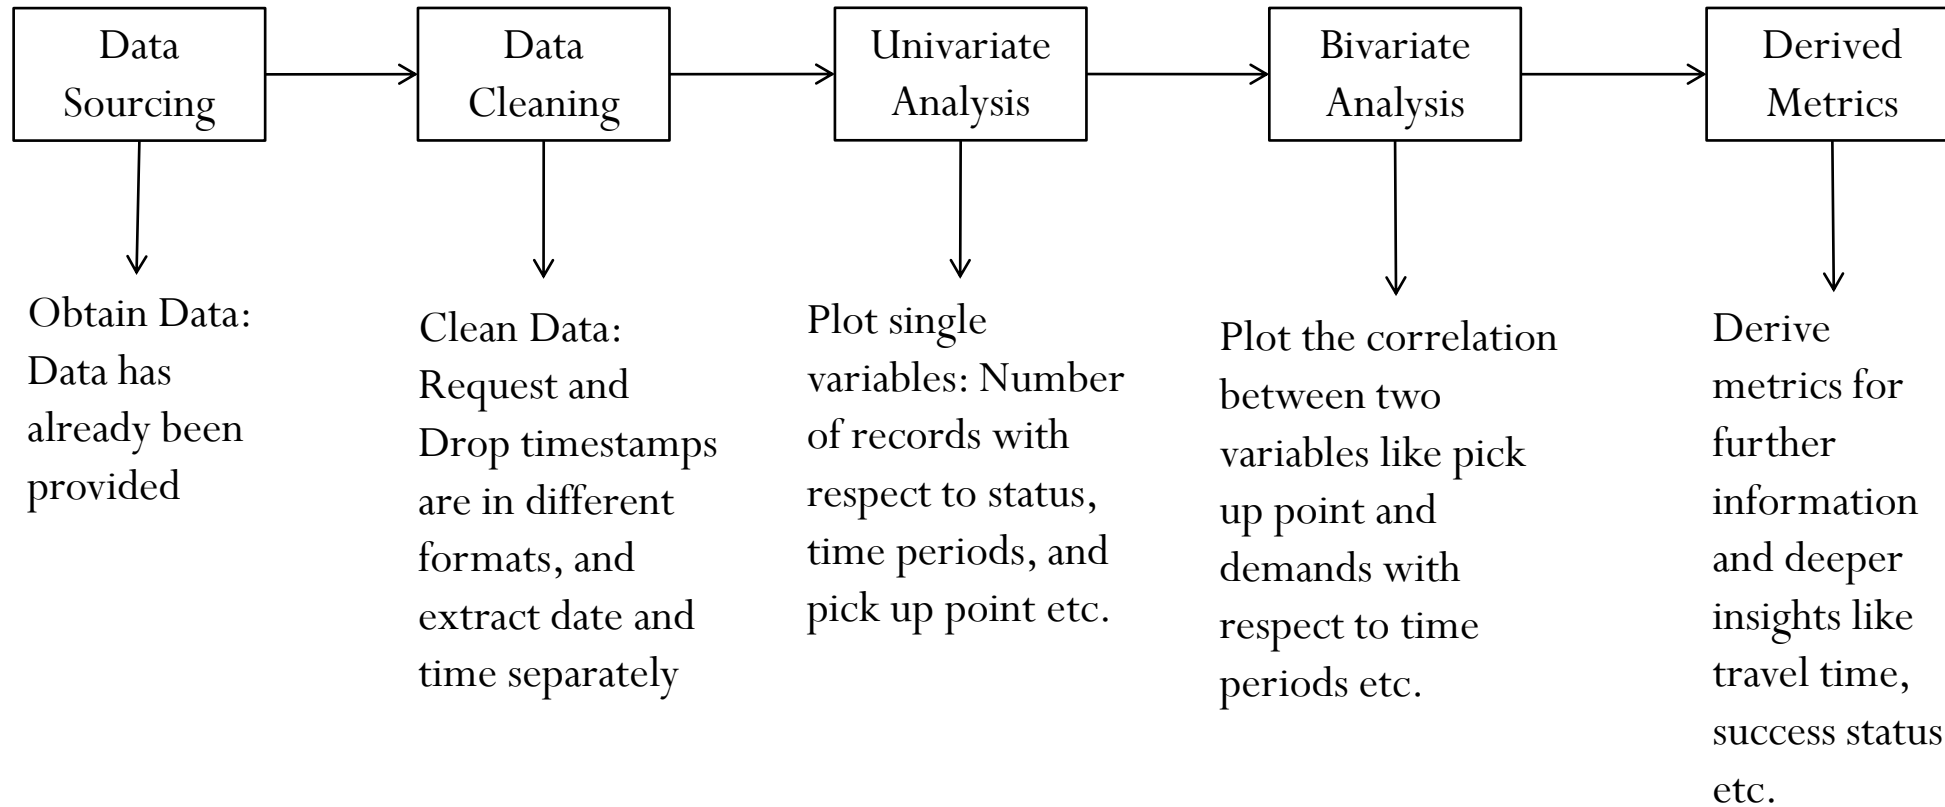 Data
Sourcing
Data
Cleaning
Univariate
Analysis
Bivariate
Analysis
Derived
Metrics
Obtain Data:
Data has
already been
provided
Clean Data:
Request and
Drop timestamps
are in different
formats, and
extract date and
time separately
Plot single
variables: Number
of records with
respect to status,
time periods, and
pick up point etc.
Plot the correlation
between two
variables like pick
up point and
demands with
respect to time
periods etc.
Derive
metrics for
further
information
and deeper
insights like
travel time,
success status
etc.